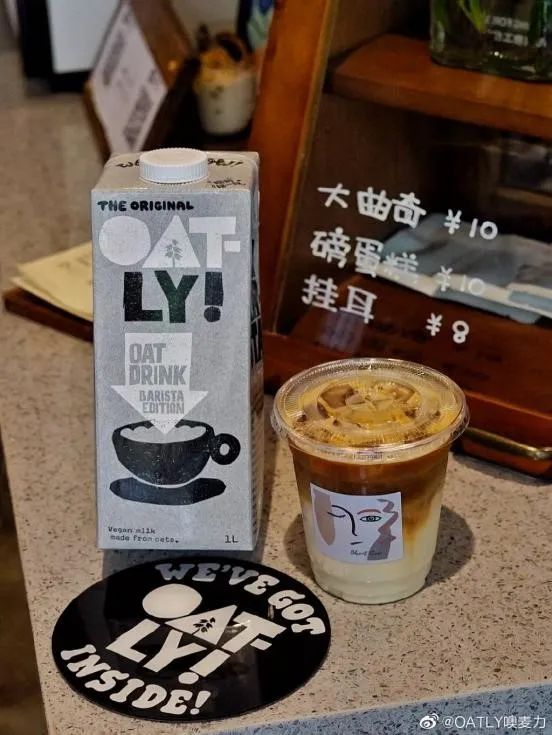 THE ORIGINAL
OAT-
LY!
OAT
DRINK
BARISTA
EDITION
Vegan milk
made from oats.
1L
大曲奇 ¥10
磅蛋糕 ¥10
挂耳 ¥8
WE'VE GOT
OAT-
LY!
INSIDE!
@OATLY噢麦力